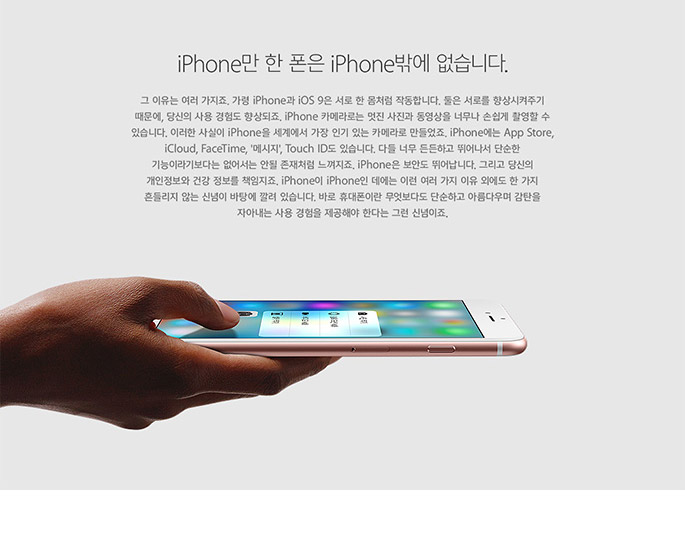 iPhone만 한 폰은 iPhone밖에 없습니다.
그 이유는 여러 가지죠. 가령 iPhone과 iOS 9은 서로 한 몸처럼 작동합니다. 둘은 서로를 향상시켜주기
때문에, 당신의 사용 경험도 향상되죠. iPhone 카메라로는 멋진 사진과 동영상을 너무나 손쉽게 촬영할 수
있습니다. 이러한 사실이 iPhone을 세계에서 가장 인기 있는 카메라로 만들었죠. iPhone에는 App Store,
iCloud, FaceTime, '메시지', Touch ID도 있습니다. 다들 너무 든든하고 뛰어나서 단순한
기능이라기보다는 없어서는 안될 존재처럼 느껴지죠. iPhone은 보안도 뛰어납니다. 그리고 당신의
개인정보와 건강 정보를 책임지죠. iPhone이 iPhone인 데에는 이런 여러 가지 이유 외에도 한 가지
흔들리지 않는 신념이 바탕에 깔려 있습니다. 바로 휴대폰이란 무엇보다도 단순하고 아름다우며 감탄을
자아내는 사용 경험을 제공해야 한다는 그런 신념이죠.